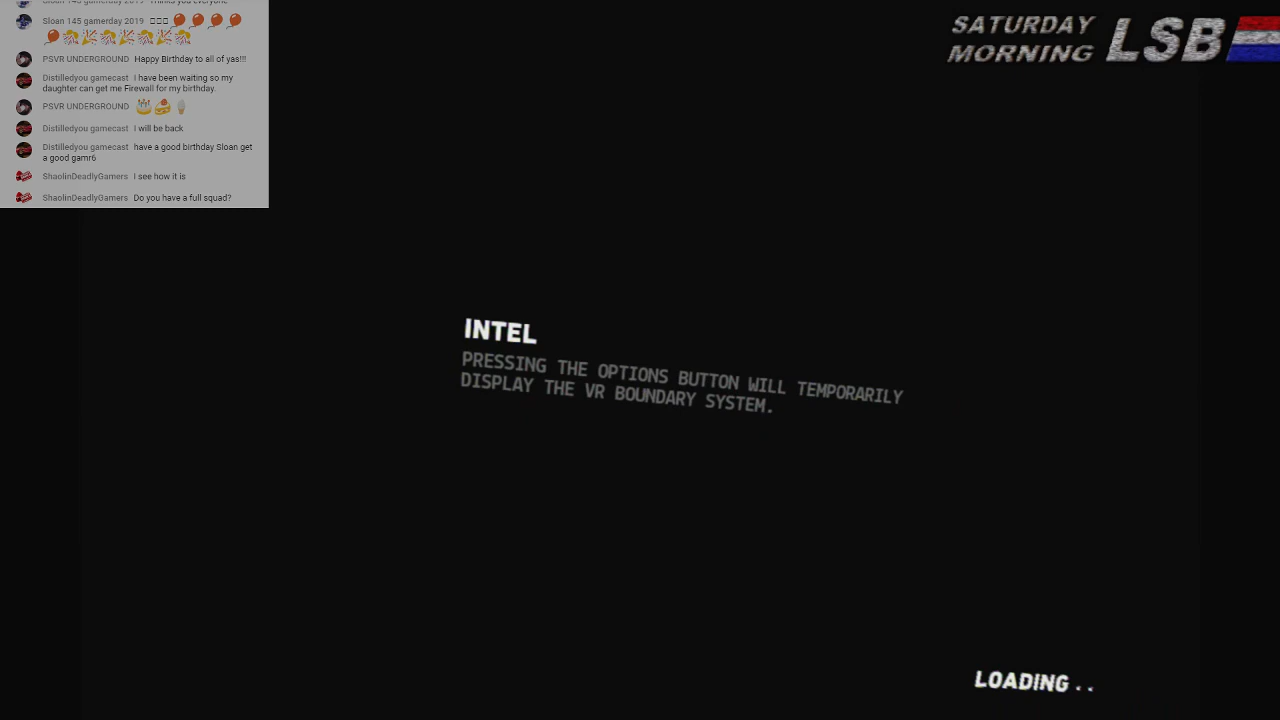 Sloan 145 gamerday 2019
PSVR UNDERGROUND Happy Birthday to all of yas!!!
Distilledyou gamecast I have been waiting so my
daughter can get me Firewall for my birthday.
PSVR UNDERGROUND
Distilledyou gamecast I will be back
Distilledyou gamecast have a good birthday Sloan get
a good gamr6
ShaolinDeadlyGamers I see how it is
ShaolinDeadlyGamers Do you have a full squad?
SATURDAY
MORNING LSB
INTEL
PRESSING THE OPTIONS BUTTON WILL TEMPORARILY
DISPLAY THE VR BOUNDARY SYSTEM.
LOADING . .